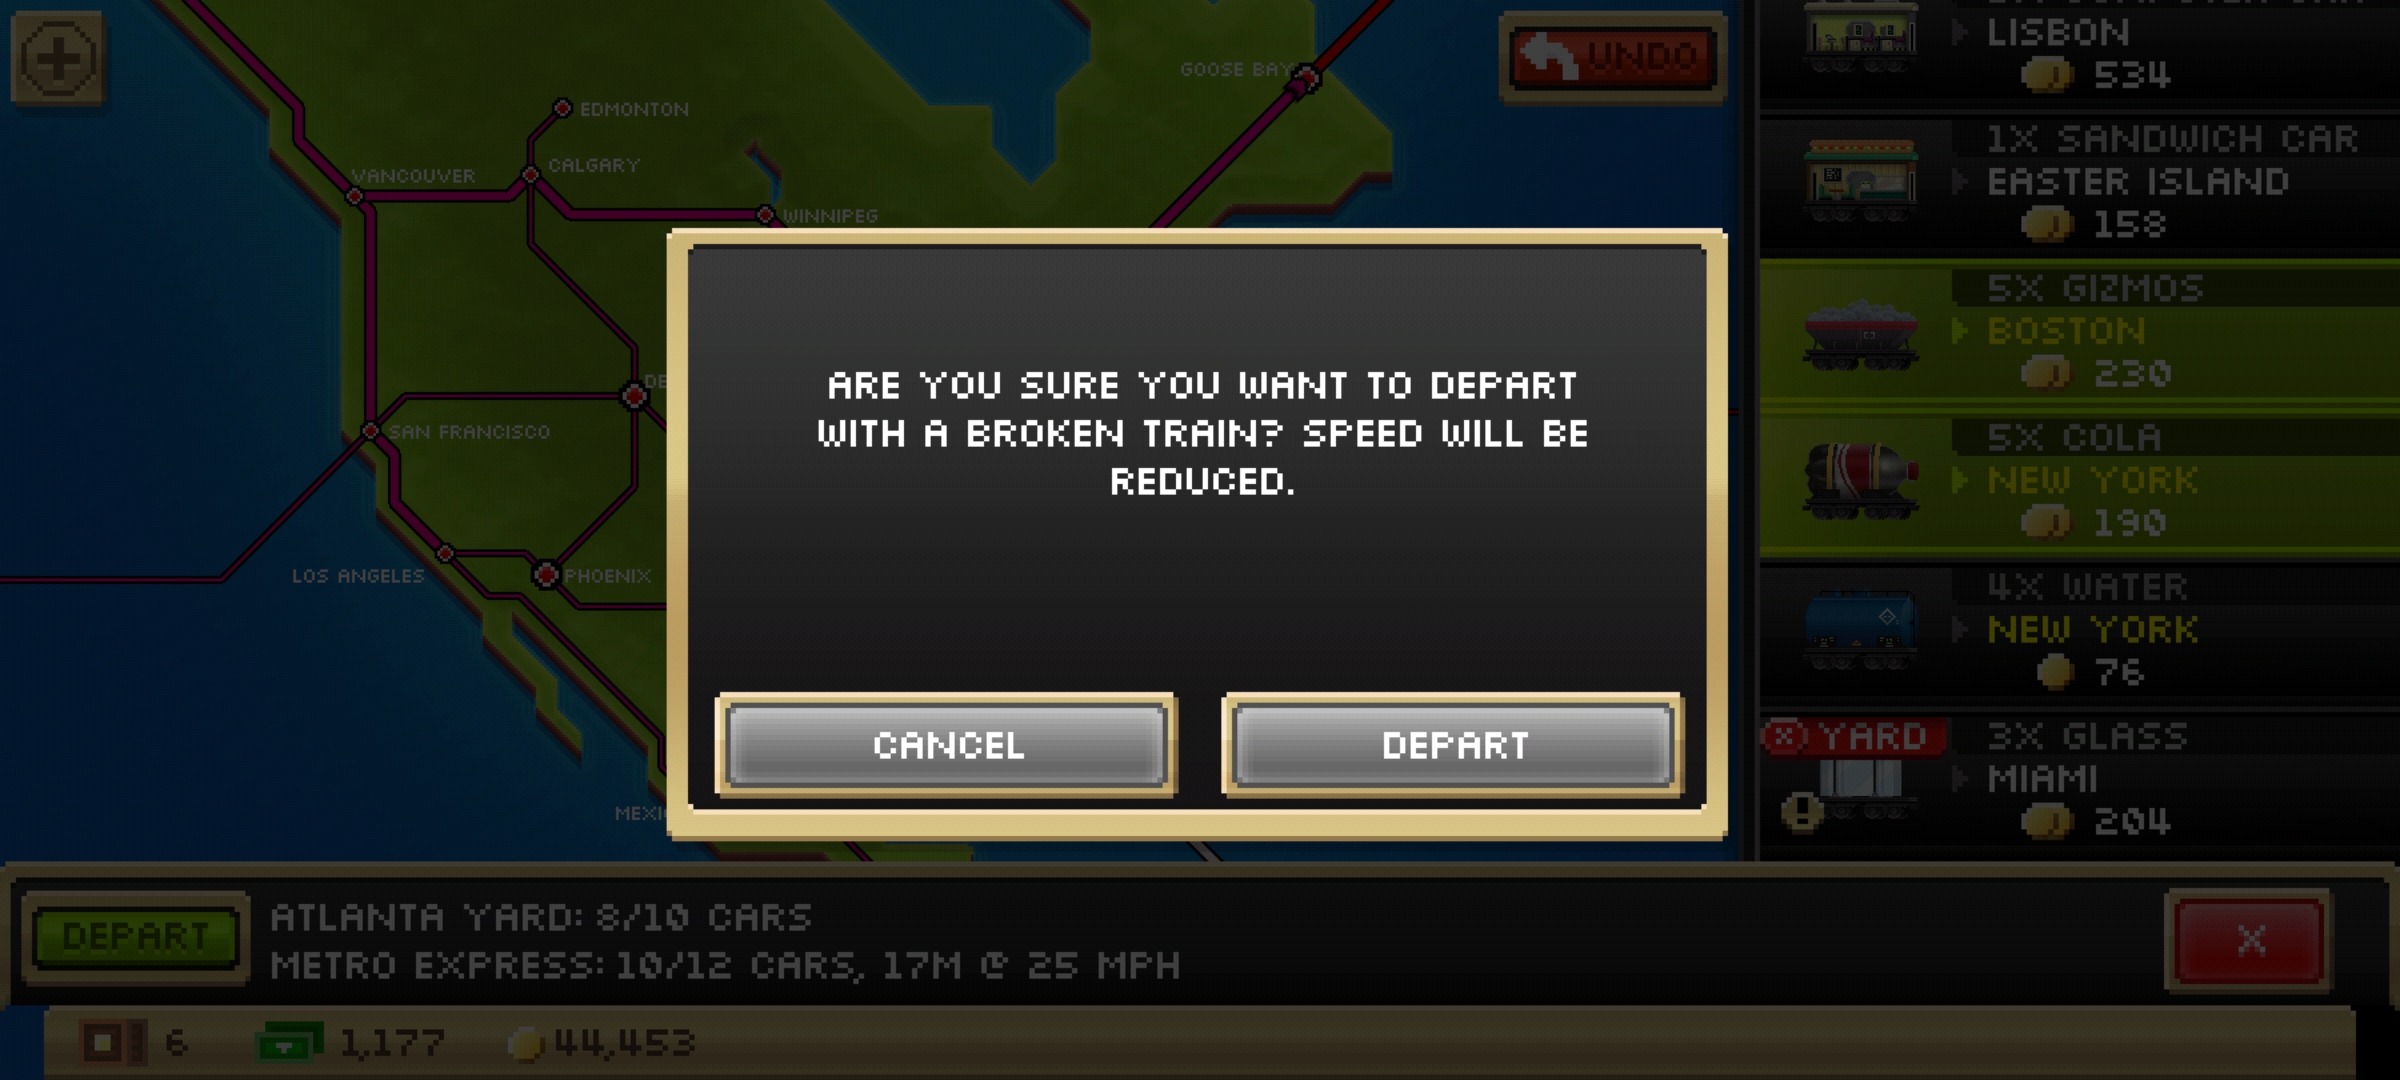 GOOSE BAY
UNDO
EDMONTON
CALGARY
VANCOUVER
WINNIPEG
SAN FRANCISCO
LOS ANGELES
PHOENIX
ARE YOU SURE YOU WANT TO DEPART
WITH A BROKEN TRAIN? SPEED WILL BE
REDUCED.
CANCEL
DEPART
LISBON
534
1X SANDWICH CAR
EASTER ISLAND
158
5X GIZMOS
BOSTON
230
5X COLA
NEW YORK
190
4X WATER
NEW YORK
76
YARD
3X GLASS
MIAMI
204
DEPART
ATLANTA YARD: 8/10 CARS
METRO EXPRESS: 10/12 CARS, 17M @ 25 MPH
X
6
1,177
44,453